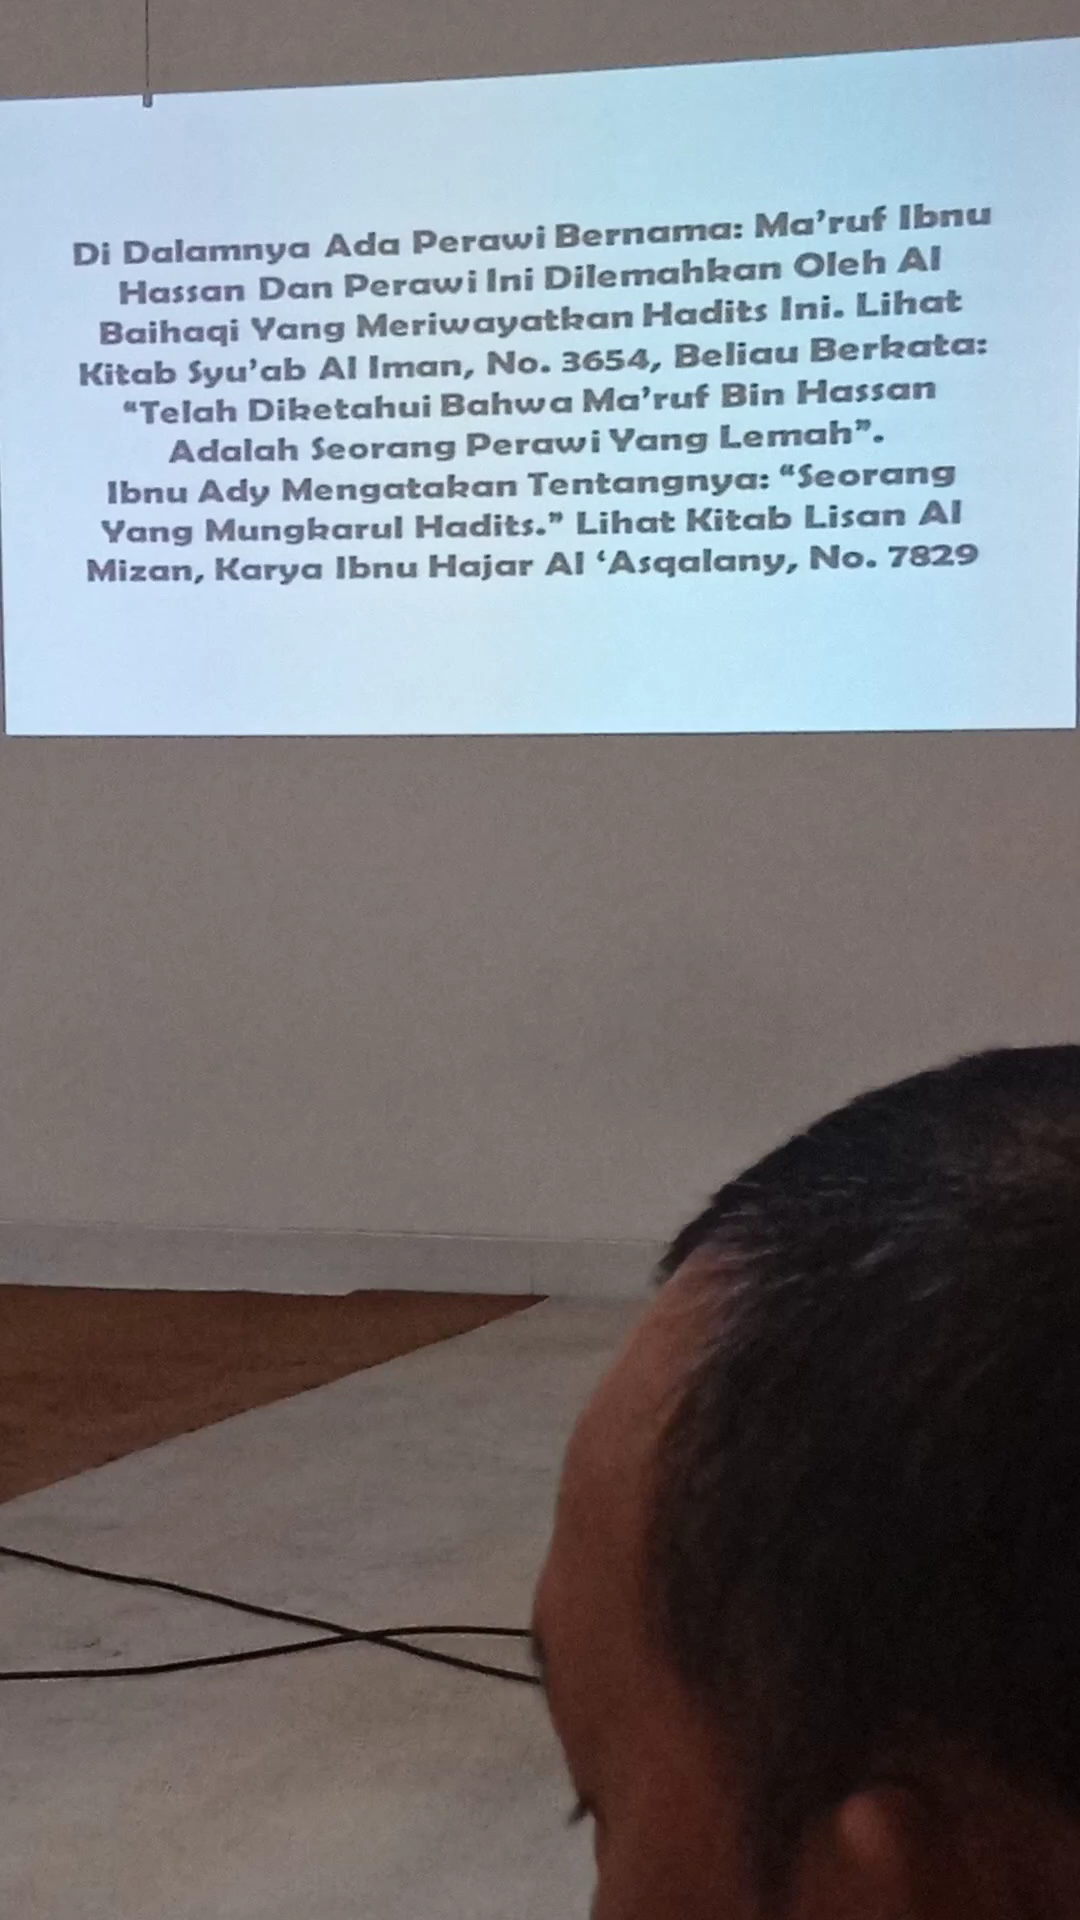 Di Dalamnya Ada Perawi Bernama: Ma'ruf Ibnu
Hassan Dan Perawi Ini Dilemahkan Oleh Al
Baihaqi Yang Meriwayatkan Hadits Ini. Lihat
Kitab Syu'ab Al Iman, No. 3654, Beliau Berkata:
“Telah Diketahui Bahwa Ma'ruf Bin Hassan
Adalah Seorang Perawi Yang Lemah”.
Ibnu Ady Mengatakan Tentangnya: “Seorang
Yang Mungkarul Hadits.” Lihat Kitab Lisan Al
Mizan, Karya Ibnu Hajar Al ‘Asqalany, No. 7829